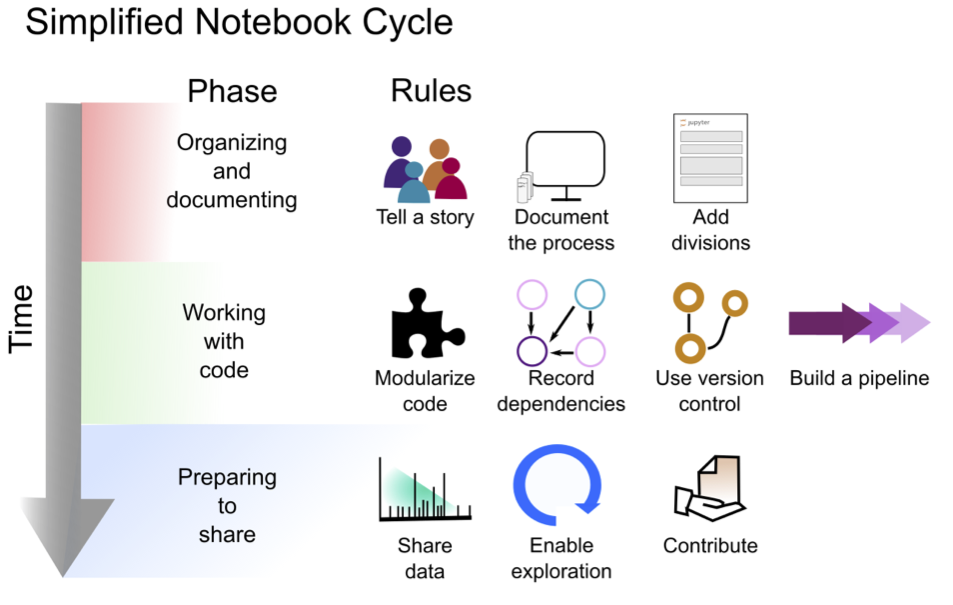 Simplified Notebook Cycle
Phase
Rules
Time
Organizing
and
documenting
Tell a story
Document
the process
jupyter
Add
divisions
Working
with
code
Modularize
code
Record
dependencies
Use version
control
Build a pipeline
Preparing
to
share
Share
data
Enable
exploration
Contribute